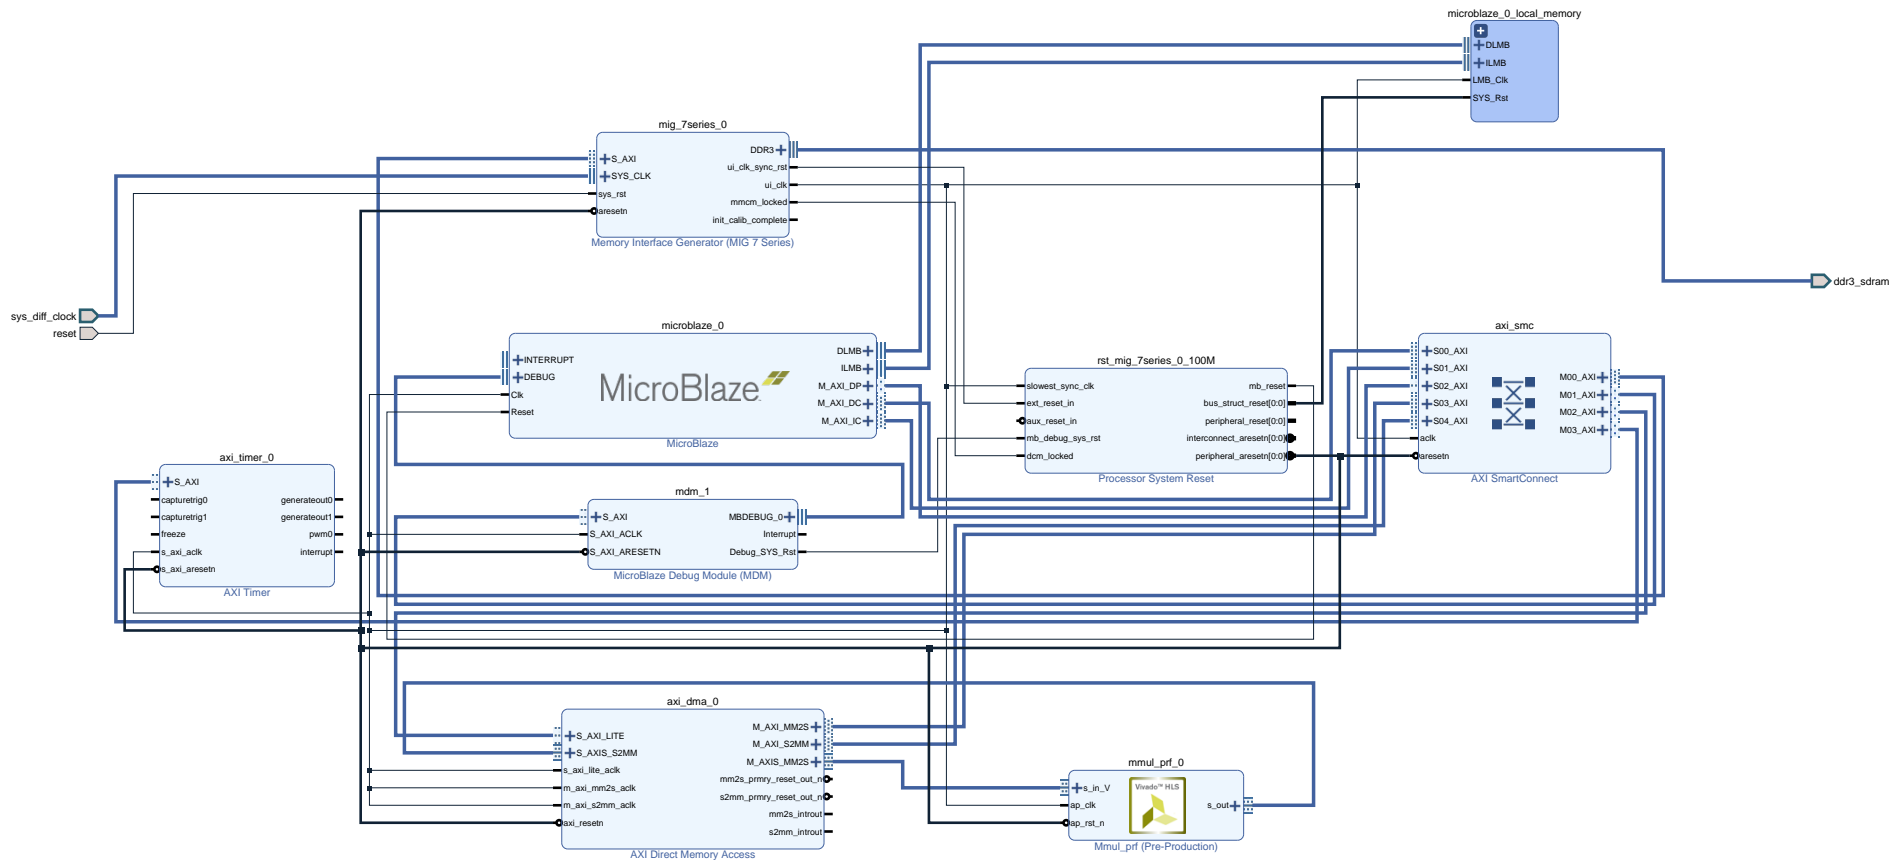 microblaze_0_local_memory
DLMB
ILMB
LMB_Clk
SYS_Rst
mig_7series_0
S_AXI
SYS_CLK
sys_rst
aresetn
DDR3
ui_clk_sync_rst
ui_clk
mmcm_locked
init_calib_complete
Memory Interface Generator (MIG 7 Series)
sys_diff_clock
reset
ddr3_sdram
microblaze_0
INTERRUPT
DEBUG
Clk
Reset
MicroBlaze
DLMB
ILMB
M_AXI_DP
M_AXI_DC
M_AXI_IC
MicroBlaze
rst_mig_7series_0_100M
slowest_sync_clk
ext_reset_in
aux_reset_in
mb_debug_sys_rst
dcm_locked
mb_reset
bus_struct_reset[0:0]
peripheral_reset[0:0]
interconnect_aresetn[0:0]
peripheral_aresetn[0:0]
Processor System Reset
axi_smc
S00_AXI
S01_AXI
S02_AXI
S03_AXI
S04_AXI
aclk
aresetn
M00_AXI
M01_AXI
M02_AXI
M03_AXI
AXI SmartConnect
axi_timer_0
S_AXI
capturetrig0
capturetrig1
freeze
s_axi_aclk
s_axi_aresetn
generateout0
generateout1
pwm0
interrupt
AXI Timer
mdm_1
S_AXI
S_AXI_ACLK
S_AXI_ARESETN
MBDEBUG_0
Interrupt
Debug_SYS_Rst
MicroBlaze Debug Module (MDM)
axi_dma_0
S_AXI_LITE
S_AXIS_S2MM
s_axi_lite_aclk
m_axi_mm2s_aclk
m_axi_s2mm_aclk
axi_resetn
M_AXI_MM2S
M_AXI_S2MM
M_AXIS_MM2S
mm2s_prmry_reset_out_n
s2mm_prmry_reset_out_n
mm2s_introut
s2mm_introut
AXI Direct Memory Access
mmul_prf_0
s_in_V
ap_clk
ap_rst_n
Vivado™ HLS
s_out
Mmul_prf (Pre-Production)